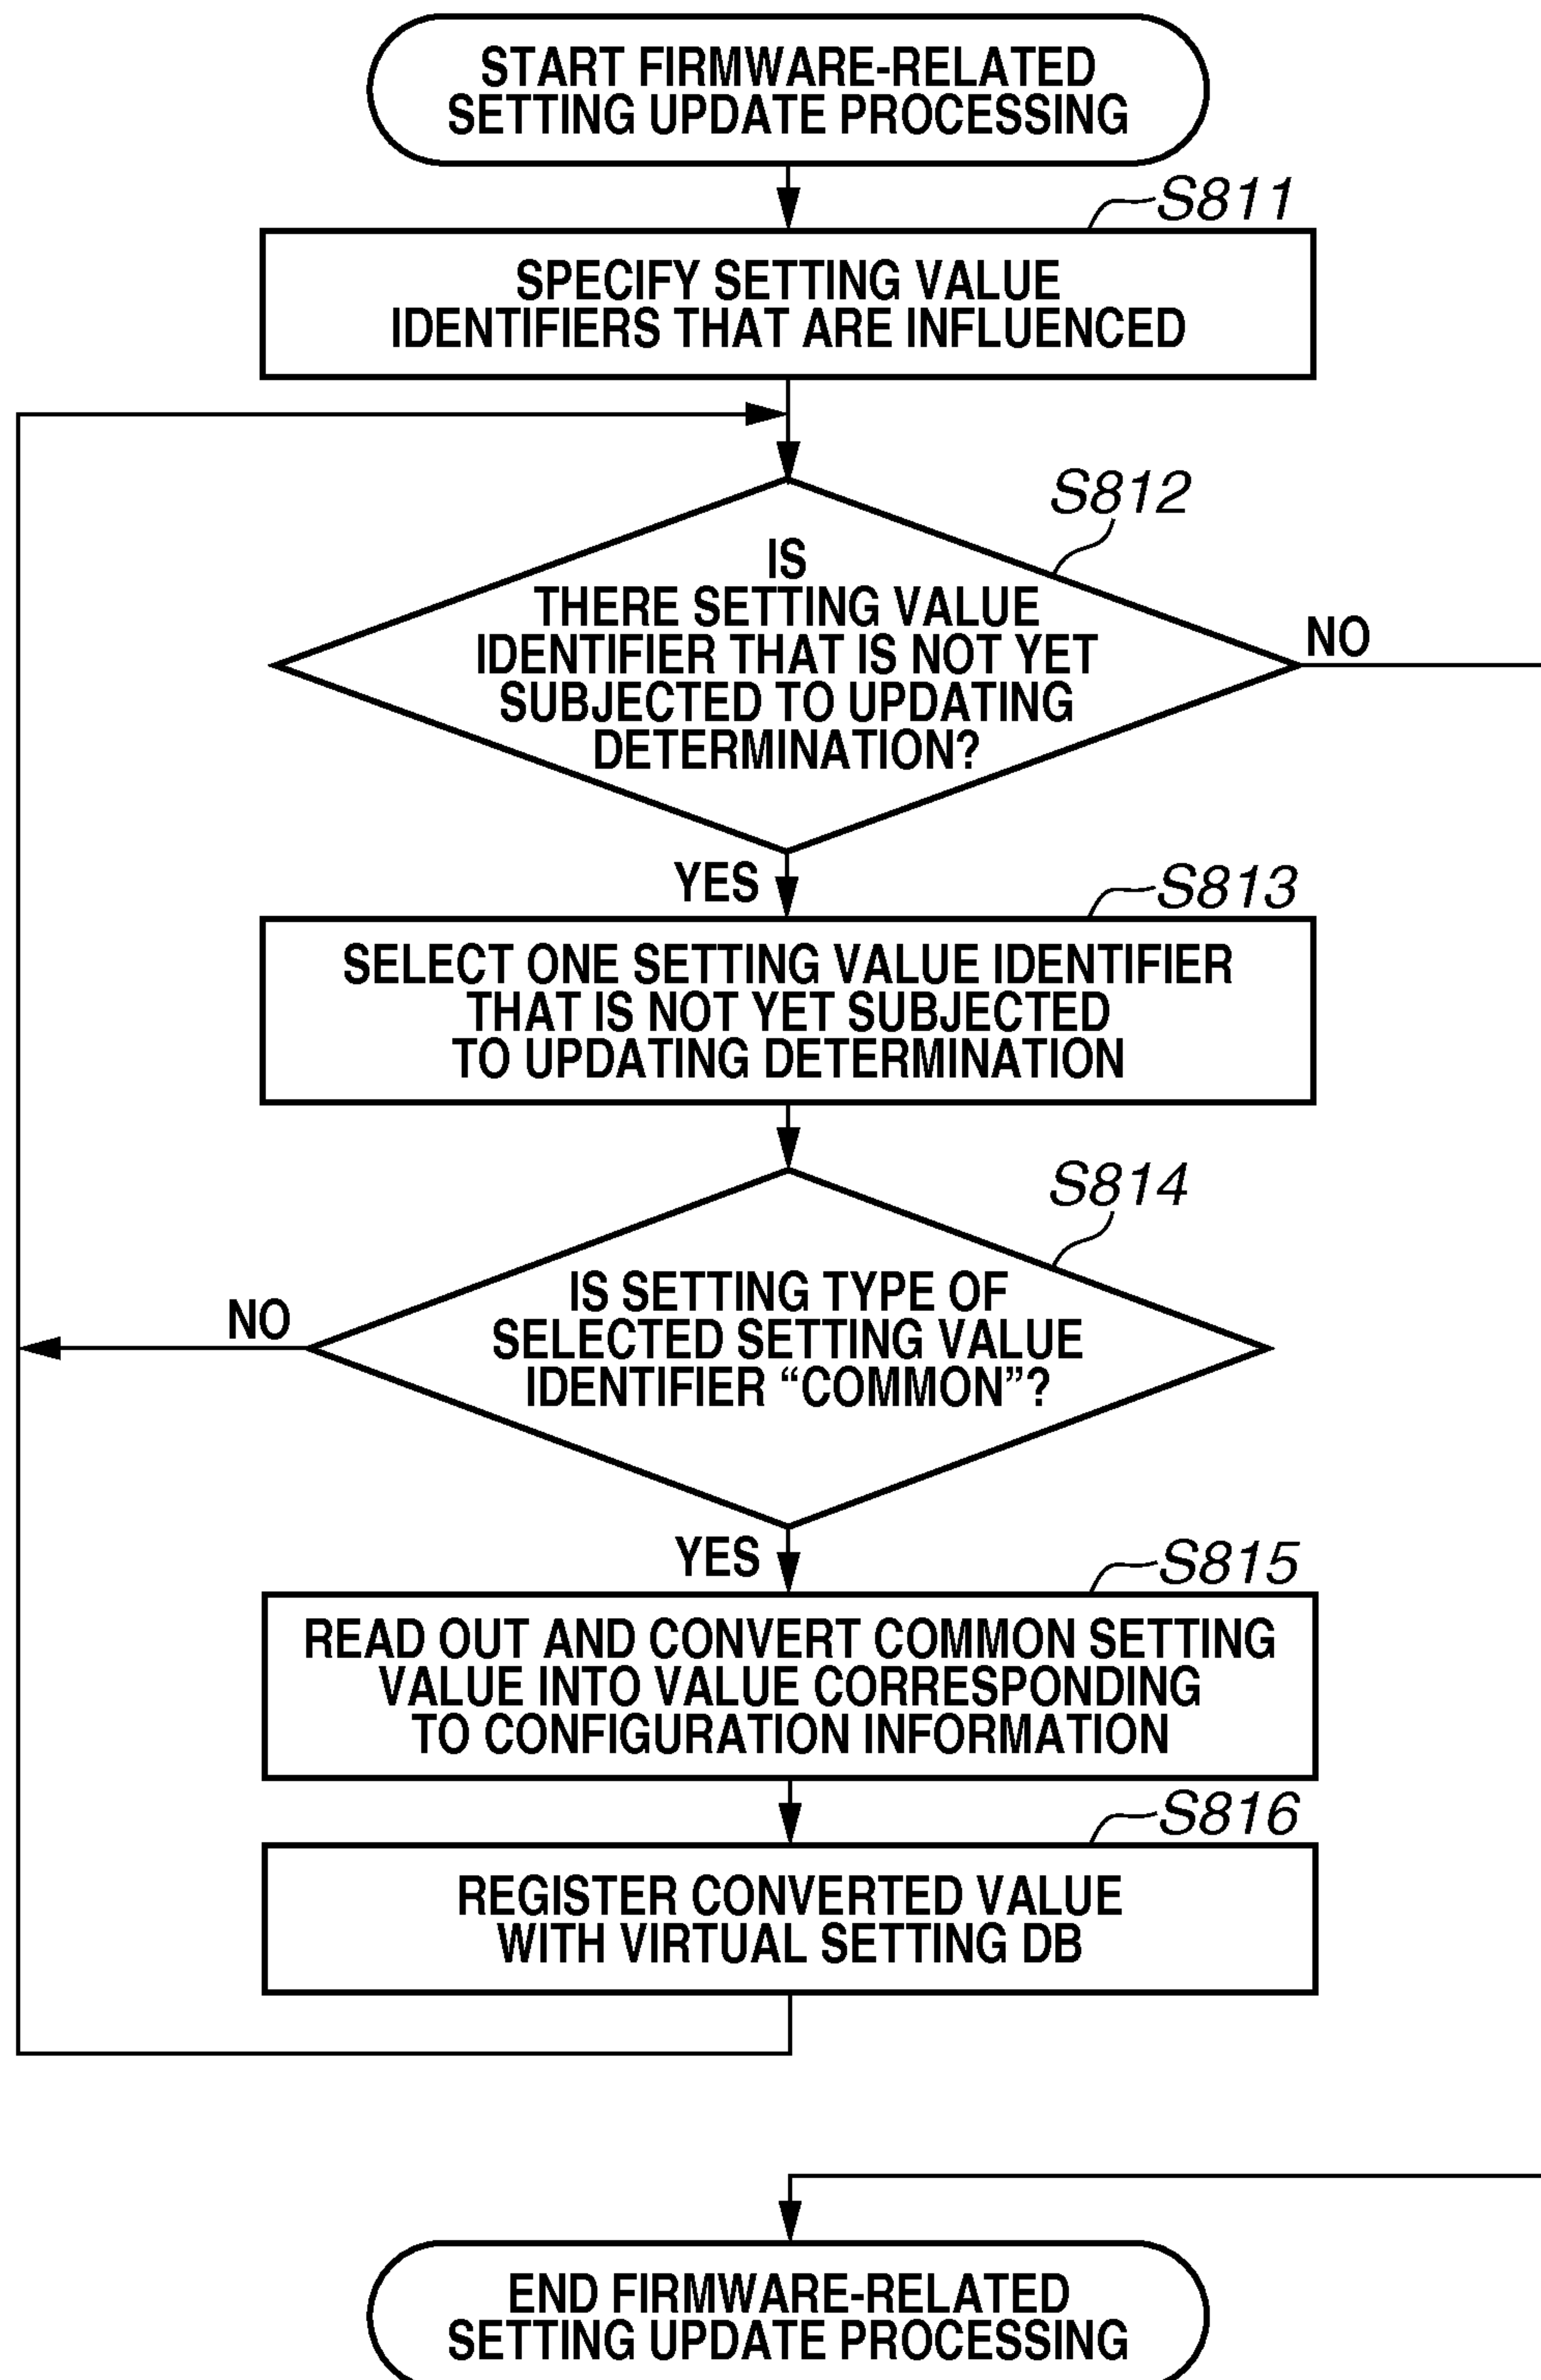 START FIRMWARE-RELATED
SETTING UPDATE PROCESSING
S811
SPECIFY SETTING VALUE
IDENTIFIERS THAT ARE INFLUENCED
S812
IS
THERE SETTING VALUE
IDENTIFIER THAT IS NOT YET
SUBJECTED TO UPDATING
DETERMINATION?
NO
YES
S813
SELECT ONE SETTING VALUE IDENTIFIER
THAT IS NOT YET SUBJECTED
TO UPDATING DETERMINATION
S814
IS SETTING TYPE OF
SELECTED SETTING VALUE
IDENTIFIER “COMMON”?
NO
YES
S815
READ OUT AND CONVERT COMMON SETTING
VALUE INTO VALUE CORRESPONDING
TO CONFIGURATION INFORMATION
S816
REGISTER CONVERTED VALUE
WITH VIRTUAL SETTING DB
END FIRMWARE-RELATED
SETTING UPDATE PROCESSING